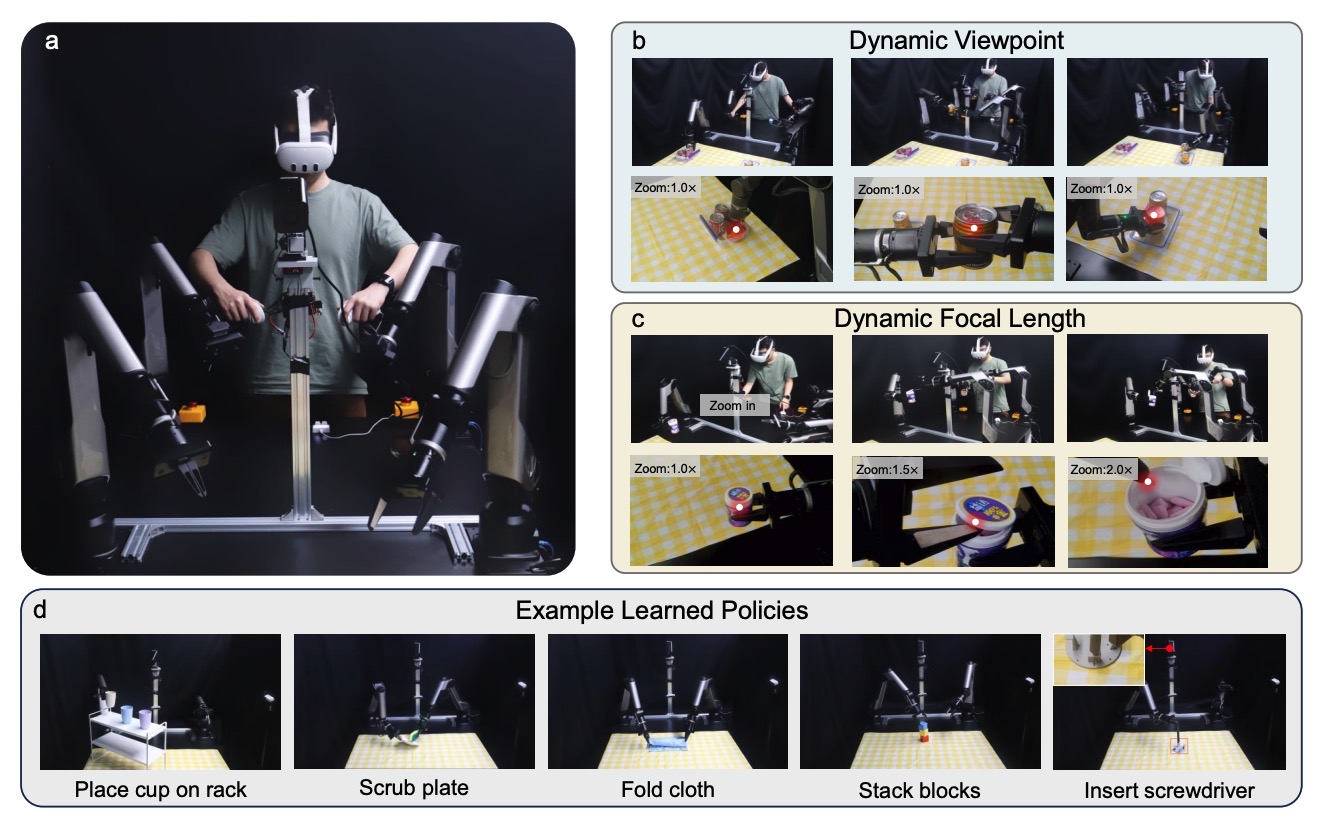 a
b
Dynamic Viewpoint
Zoom:1.0×
Zoom:1.0×
Zoom:1.0×
c
Dynamic Focal Length
Zoom in
Zoom:1.0×
Zoom:1.5×
Zoom:2.0×
d
Example Learned Policies
Place cup on rack
Scrub plate
Fold cloth
Stack blocks
Insert screwdriver